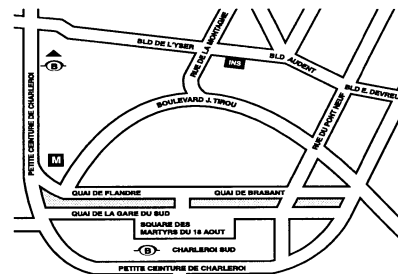 BLD DE L'YSER
RUE DE LA MONTAGNE
INS
BLD AUDENT
BLD E. DEVREU
B
PETITE CEINTURE DE CHARLEROI
BOULEVARD J. TIROU
RUE DU PONT NEUF
M
QUAI DE FLANDRE
QUAI DE BRABANT
QUAI DE LA GARE DU SUD
SQUARE DES
MARTYRS DU 18 AOUT
B
CHARLEROI SUD
PETITE CEINTURE DE CHARLEROI